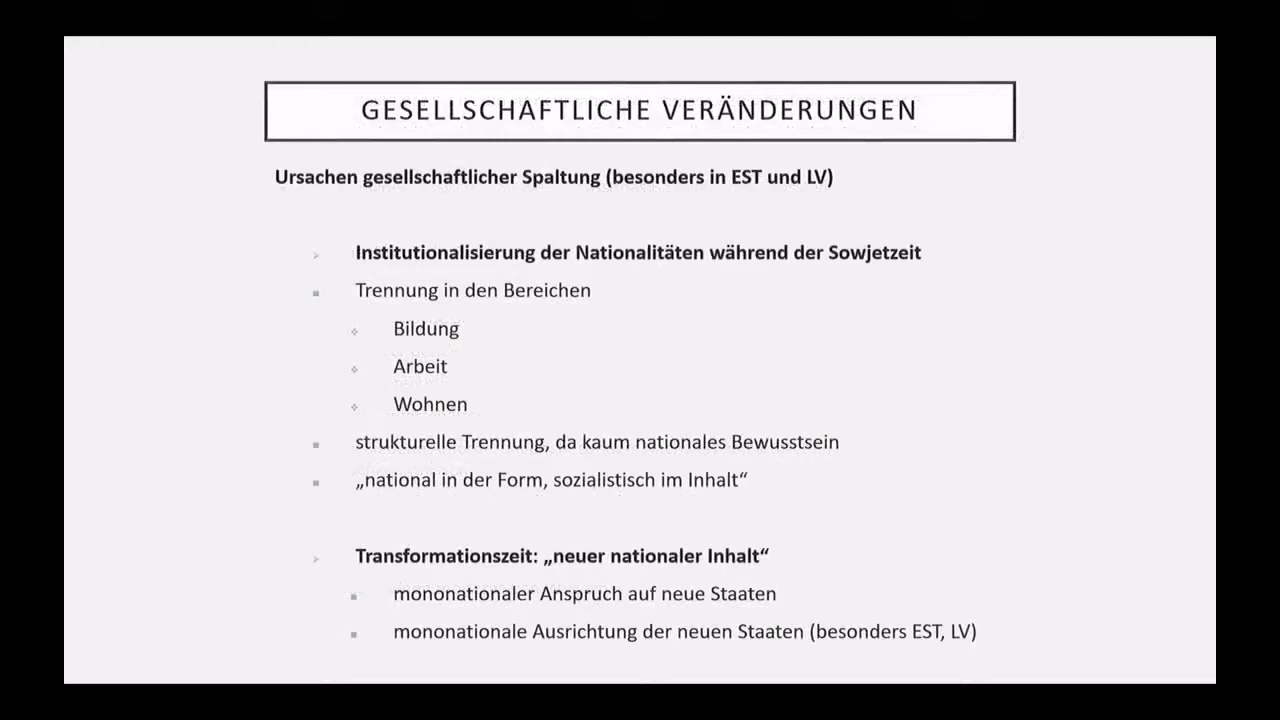 GESELLSCHAFTLICHE VERÄNDERUNGEN
Ursachen gesellschaftlicher Spaltung (besonders in EST und LV)
Institutionalisierung der Nationalitäten während der Sowjetzeit
Trennung in den Bereichen
Bildung
Arbeit
Wohnen
strukturelle Trennung, da kaum nationales Bewusstsein
„national in der Form, sozialistisch im Inhalt“
Transformationszeit: „neuer nationaler Inhalt“
mononationaler Anspruch auf neue Staaten
mononationale Ausrichtung der neuen Staaten (besonders EST, LV)